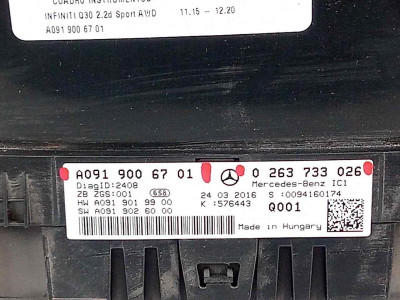 CUADRO INSTRUMENTOS
INFINITI Q30 2.2d Sport AWD
11.15 - 12.20
A091 900 67 01
A091 900 67 01
0 263 733 026
DiagID:2408
Mercedes-Benz IC1
ZB ZGS:001
658
24 03 2016
S :0094160174
HW A091 901 99 00
K :576443
Q001
SW A091 902 60 00
Made in Hungary